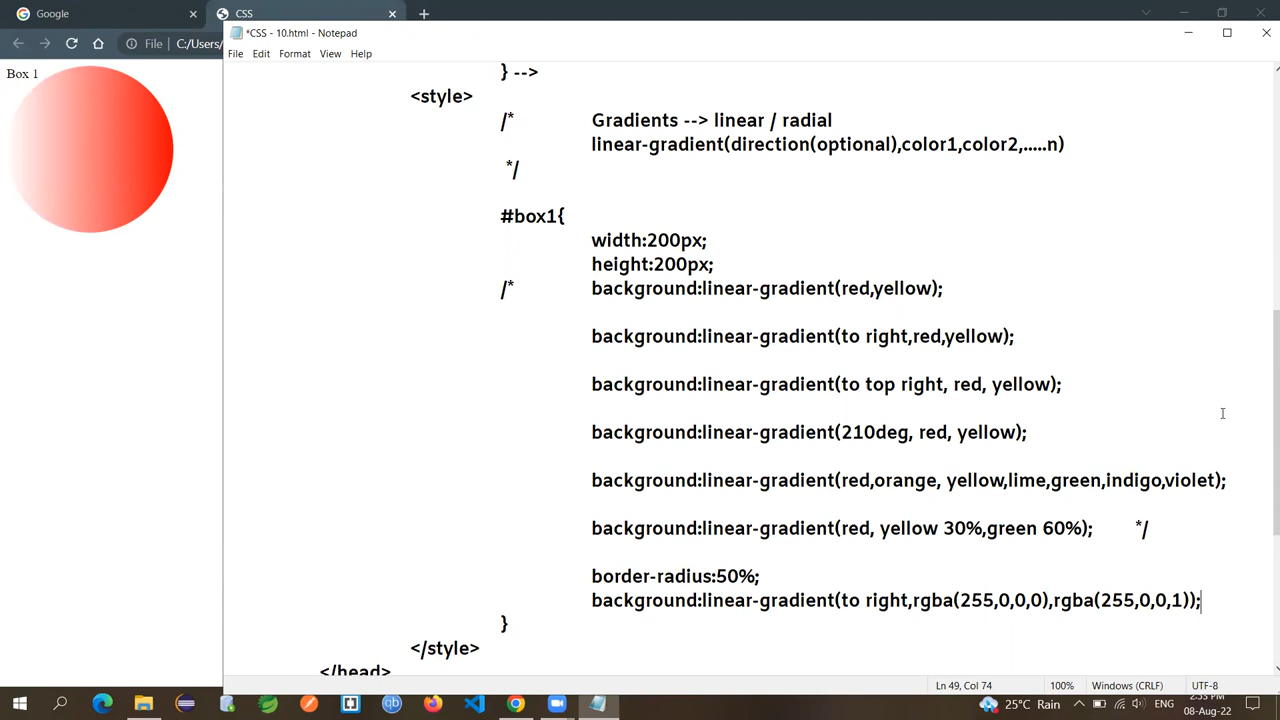 Google
CSS
*CSS - 10.html - Notepad
File
C:/Users/
File Edit Format View Help
Box 1
} -->
<style>
/* Gradients --> linear / radial
linear-gradient(direction(optional),color1,color2,.....n)
*/
#box1{
width:200px;
height:200px;
/* background:linear-gradient(red,yellow);
background:linear-gradient(to right,red,yellow);
background:linear-gradient(to top right, red, yellow);
background:linear-gradient(210deg, red, yellow);
background:linear-gradient(red,orange, yellow,lime,green,indigo,violet);
background:linear-gradient(red, yellow 30%,green 60%); */
border-radius:50%;
background:linear-gradient(to right,rgba(255,0,0,0),rgba(255,0,0,1));
}
</style>
</head>
Ln 49, Col 74 100% Windows (CRLF) UTF-8
qb
25°C Rain
ENG
2:53 PM
08-Aug-22